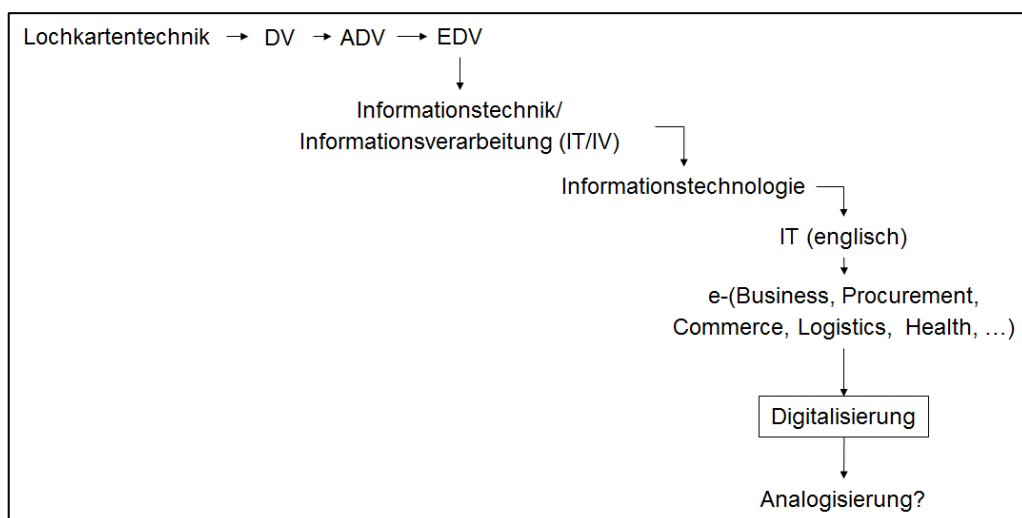 Lochkartentechnik DV ADV EDV
Informationstechnik/
Informationsverarbeitung (IT/IV)
Informationstechnologie
IT (englisch)
e-(Business, Procurement,
Commerce, Logistics, Health, …)
Digitalisierung
Analogisierung?